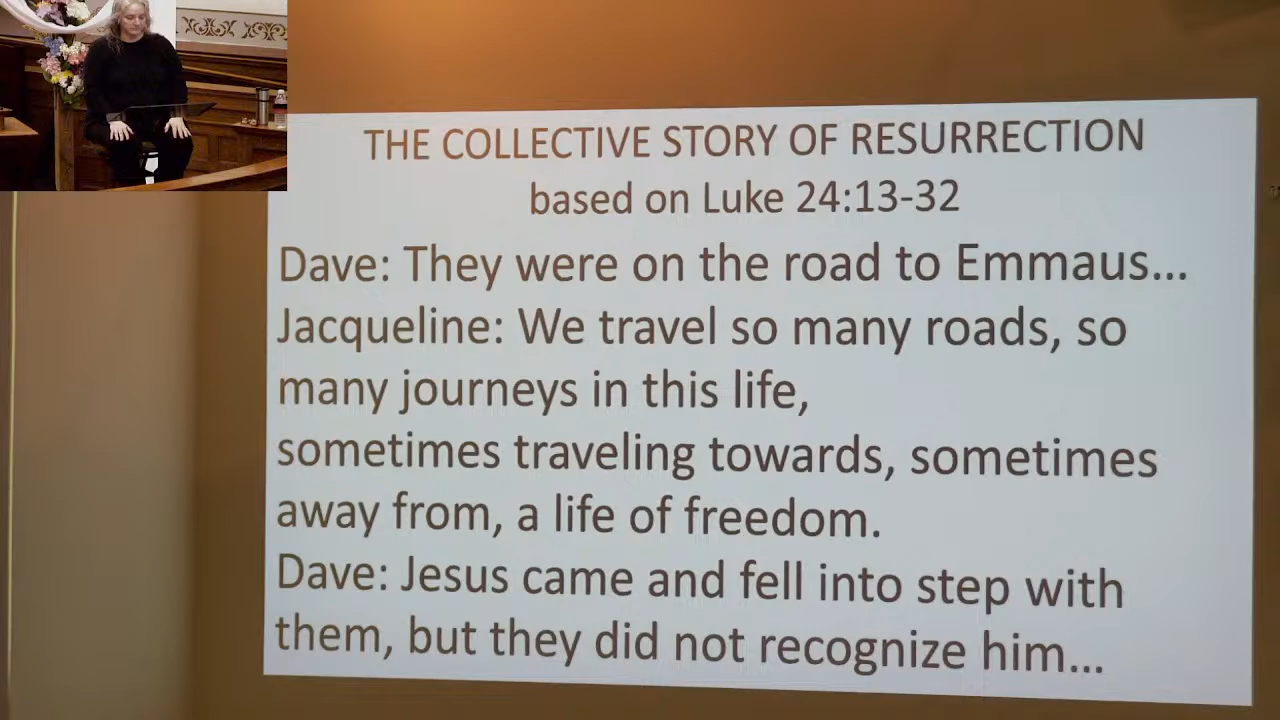 THE COLLECTIVE STORY OF RESURRECTION
based on Luke 24:13-32
Dave: They were on the road to Emmaus...
Jacqueline: We travel so many roads, so
many journeys in this life,
sometimes traveling towards, sometimes
away from, a life of freedom.
Dave: Jesus came and fell into step with
them, but they did not recognize him...